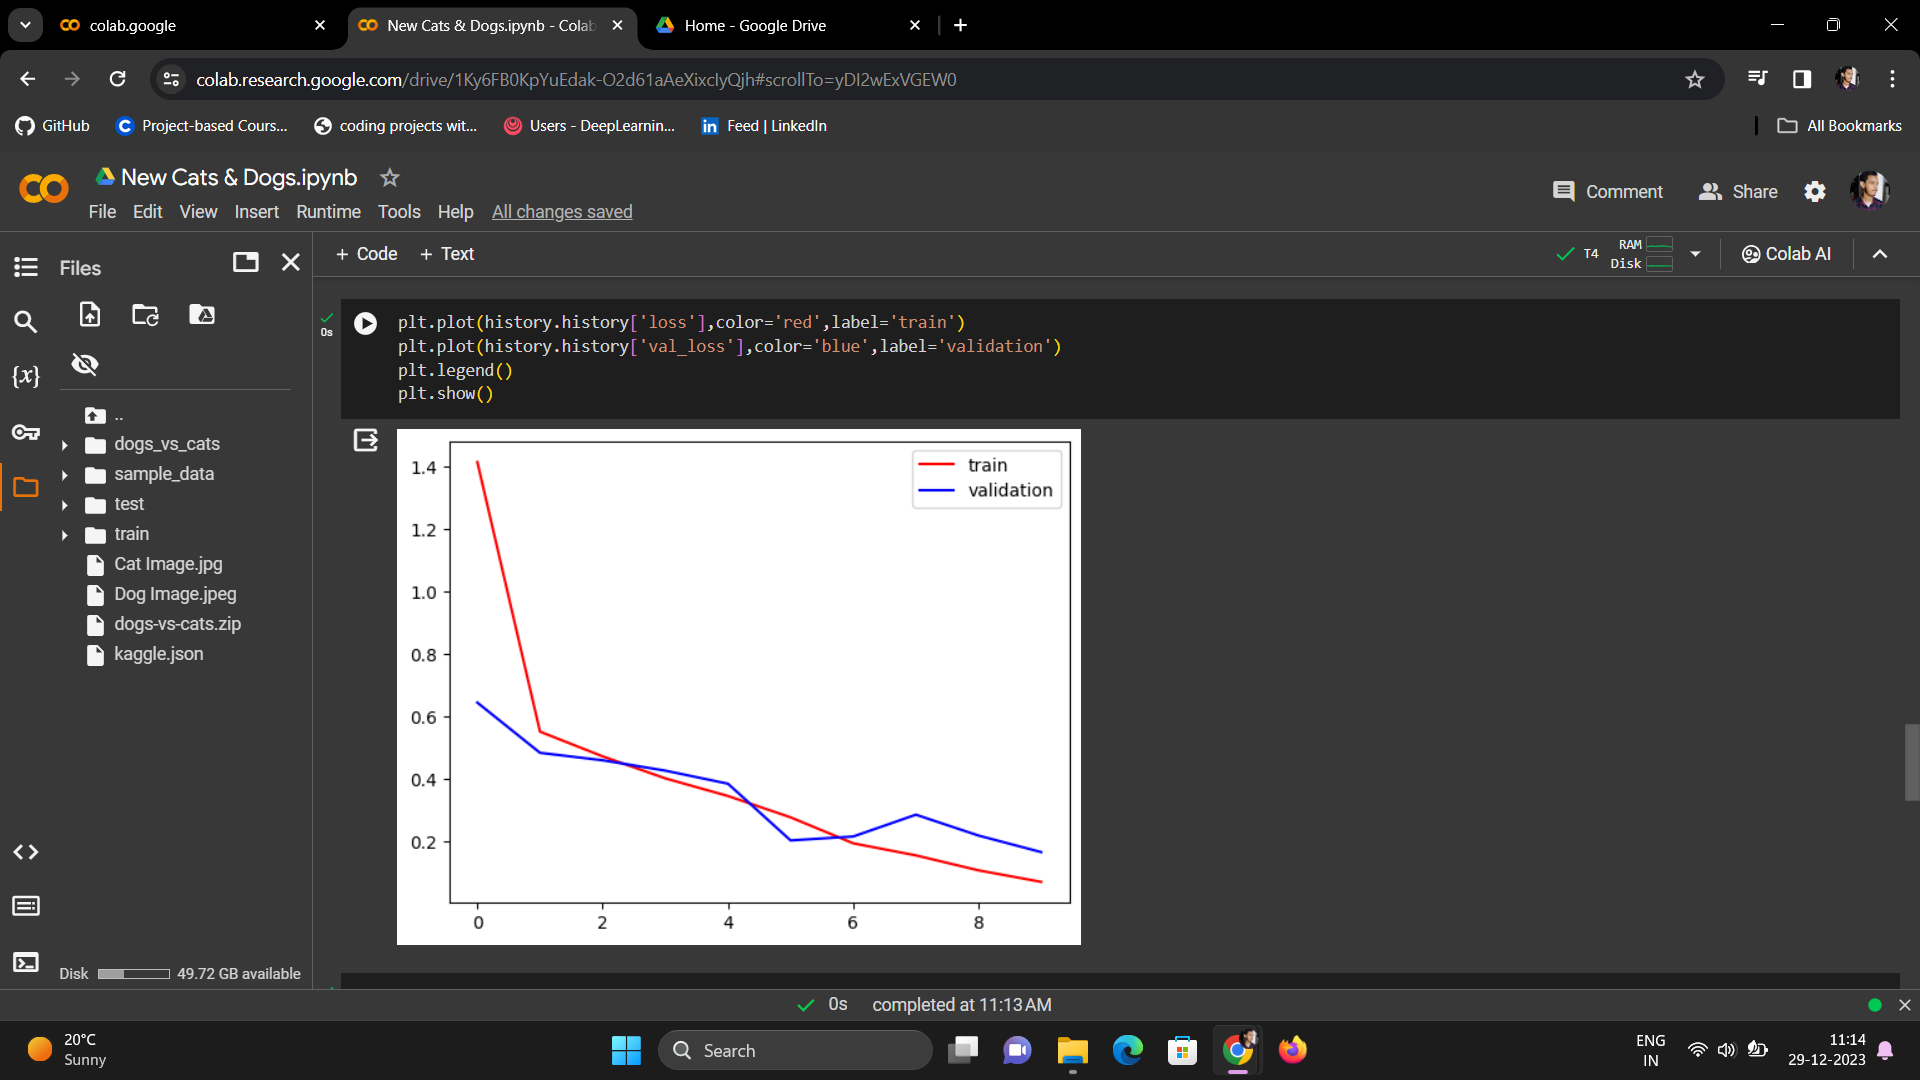 colab.google
New Cats & Dogs.ipynb - Colab
Home - Google Drive
colab.research.google.com/drive/1Ky6FB0KpYuEdak-O2d61aAeXixclyQjh#scrollTo=yDI2wExVGEW0
GitHub
Project-based Cours...
coding projects wit...
Users - DeepLearnin...
Feed | LinkedIn
All Bookmarks
New Cats & Dogs.ipynb
Comment
Share
File Edit View Insert Runtime Tools Help All changes saved
Files
+ Code + Text
T4
RAM
Disk
Colab AI
{x}
..
dogs_vs_cats
sample_data
test
train
Cat Image.jpg
Dog Image.jpeg
dogs-vs-cats.zip
kaggle.json
Disk 49.72 GB available
0s
plt.plot(history.history['loss'],color='red',label='train')
plt.plot(history.history['val_loss'],color='blue',label='validation')
plt.legend()
plt.show()
train
validation
1.4
1.2
1.0
0.8
0.6
0.4
0.2
0 2 4 6 8
0s completed at 11:13 AM
20°C
Sunny
Search
ENG
IN
11:14
29-12-2023